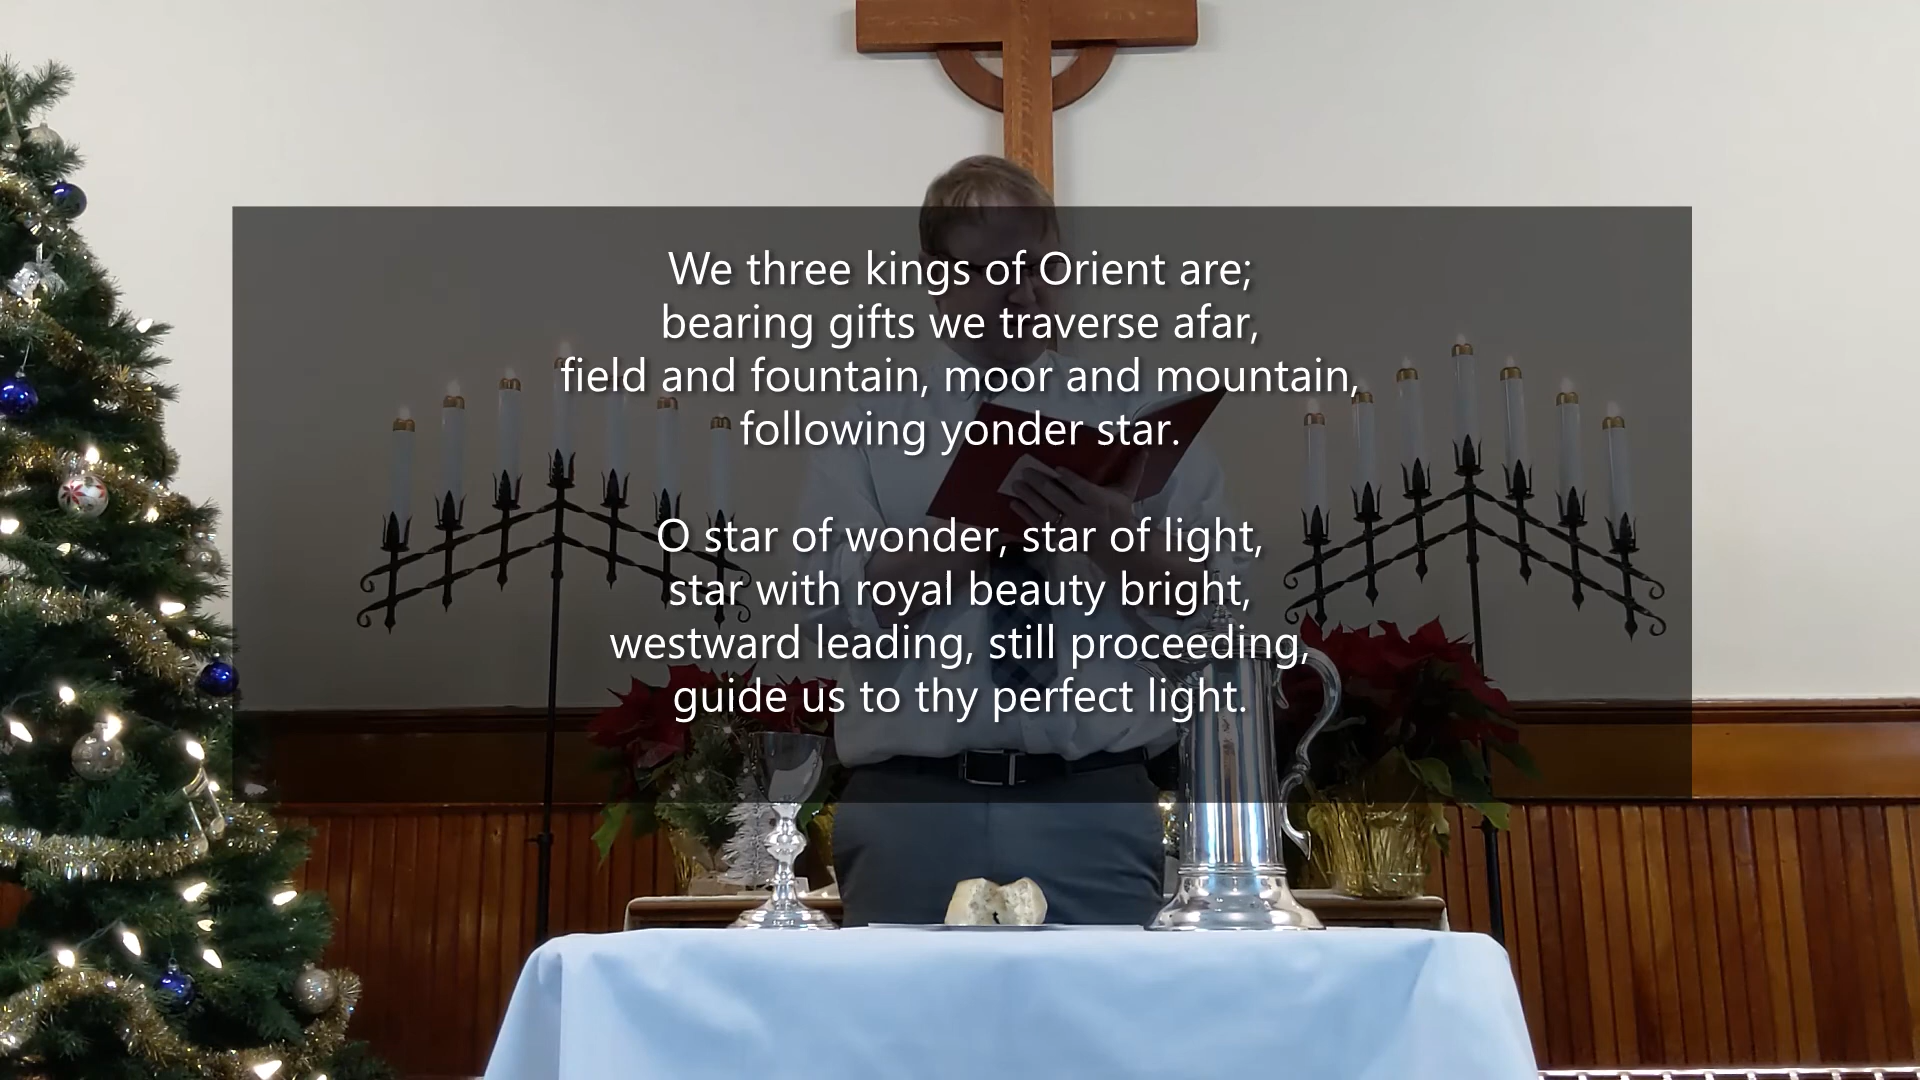 We three kings of Orient are;
bearing gifts we traverse afar,
field and fountain, moor and mountain,
following yonder star.
O star of wonder, star of light,
star with royal beauty bright,
westward leading, still proceeding,
guide us to thy perfect light.